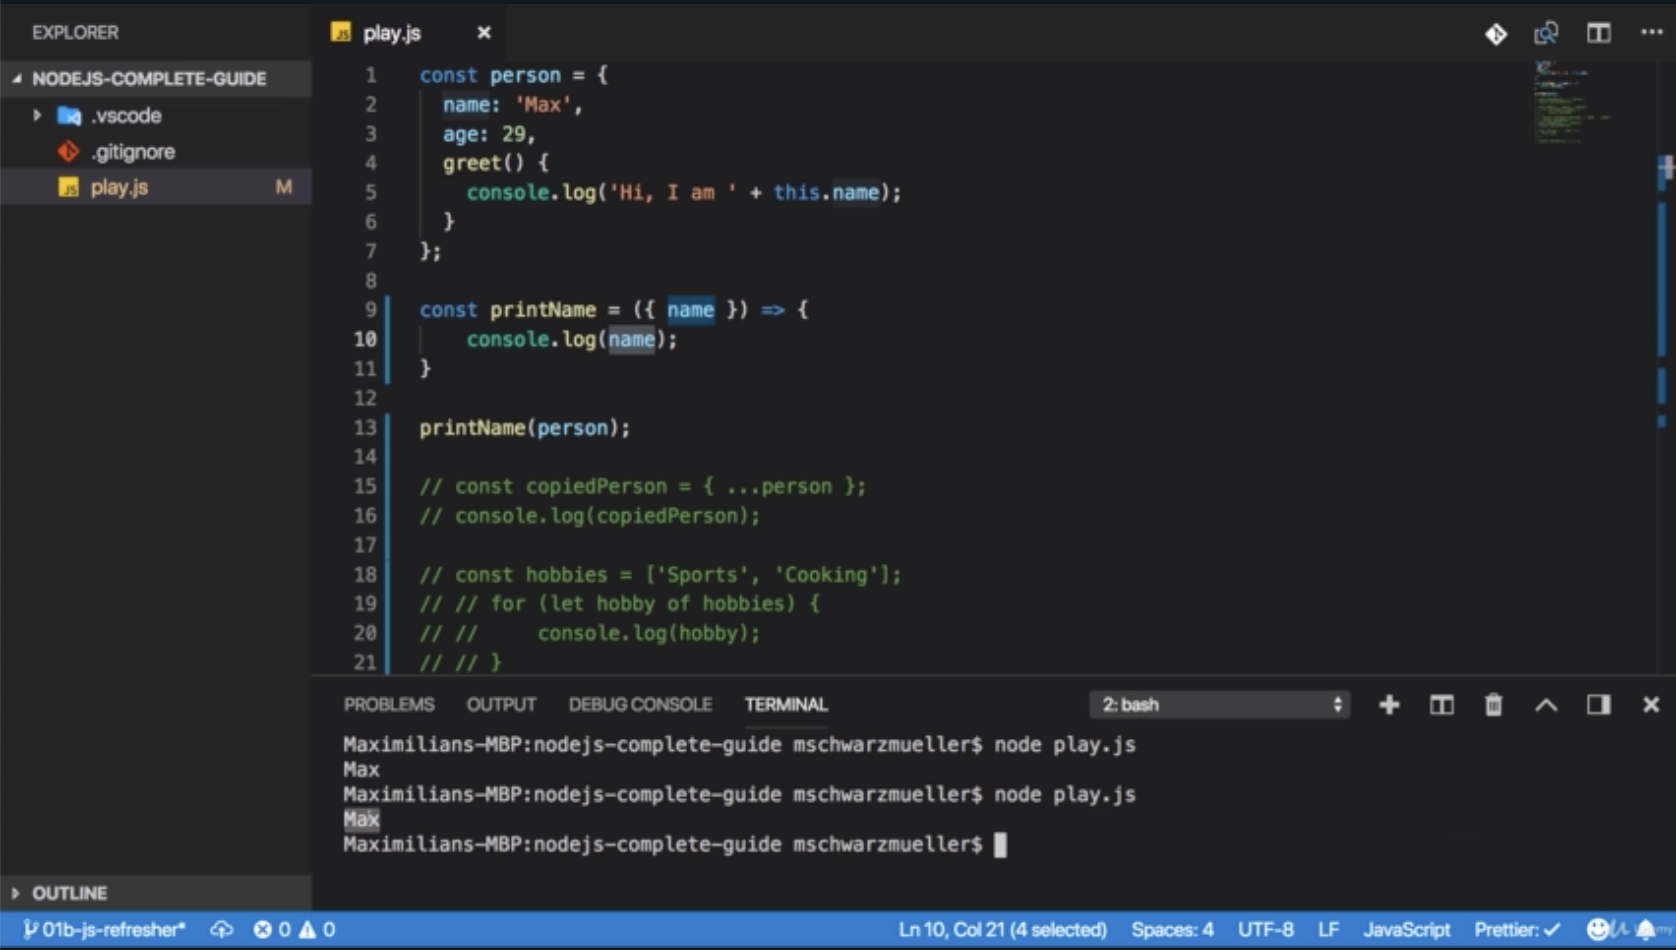 EXPLORER
NODEJS-COMPLETE-GUIDE
.vscode
.gitignore
JS play.js M
JS play.js
1 const person = {
2 name: 'Max',
3 age: 29,
4 greet() {
5 console.log('Hi, I am ' + this.name);
6 }
7 };
8
9 const printName = ({ name }) => {
10 console.log(name);
11 }
12
13 printName(person);
14
15 // const copiedPerson = { ...person };
16 // console.log(copiedPerson);
17
18 // const hobbies = ['Sports', 'Cooking'];
19 // // for (let hobby of hobbies) {
20 // // console.log(hobby);
21 // // }
PROBLEMS OUTPUT DEBUG CONSOLE TERMINAL 2: bash
Maximilians-MBP:nodejs-complete-guide mschwarzmueller$ node play.js
Max
Maximilians-MBP:nodejs-complete-guide mschwarzmueller$ node play.js
Max
Maximilians-MBP:nodejs-complete-guide mschwarzmueller$
OUTLINE
01b-js-refresher* 0 0 Ln 10, Col 21 (4 selected) Spaces: 4 UTF-8 LF JavaScript Prettier: ✓